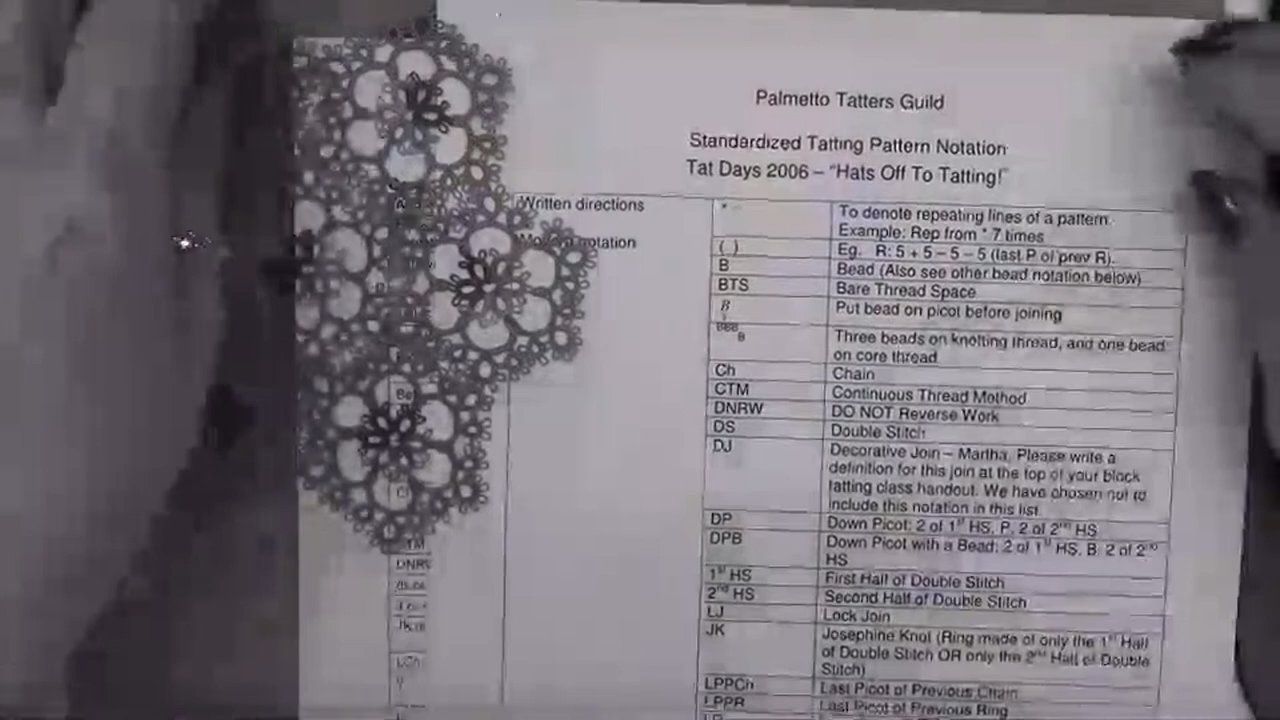 Palmetto Tatters Guild
Standardized Tatting Pattern Notation
Tat Days 2006 – "Hats Off To Tatting!"
Written directions
notation
* To denote repeating lines of a pattern.
Example: Rep from * 7 times
( ) Eg. R: 5 + 5 – 5 – 5 (last P of prev R).
B Bead (Also see other bead notation below)
BTS Bare Thread Space
B Put bead on picot before joining
BBB B Three beads on knotting thread, and one bead
on core thread
Ch Chain
CTM Continuous Thread Method
DNRW DO NOT Reverse Work
DS Double Stitch
DJ Decorative Join – Martha, Please write a
definition for this join at the top of your block
tatting class handout. We have chosen not to
include this notation in this list.
DP Down Picot: 2 of 1st HS, P, 2 of 2nd HS
DPB Down Picot with a Bead: 2 of 1st HS, B, 2 of 2nd
HS
1st HS First Half of Double Stitch
2nd HS Second Half of Double Stitch
LJ Lock Join
JK Josephine Knot (Ring made of only the 1st Half
of Double Stitch OR only the 2nd Half of Double
Stitch)
LPPCh Last Picot of Previous Chain
LPPR Last Picot of Previous Ring
Be
DNRW